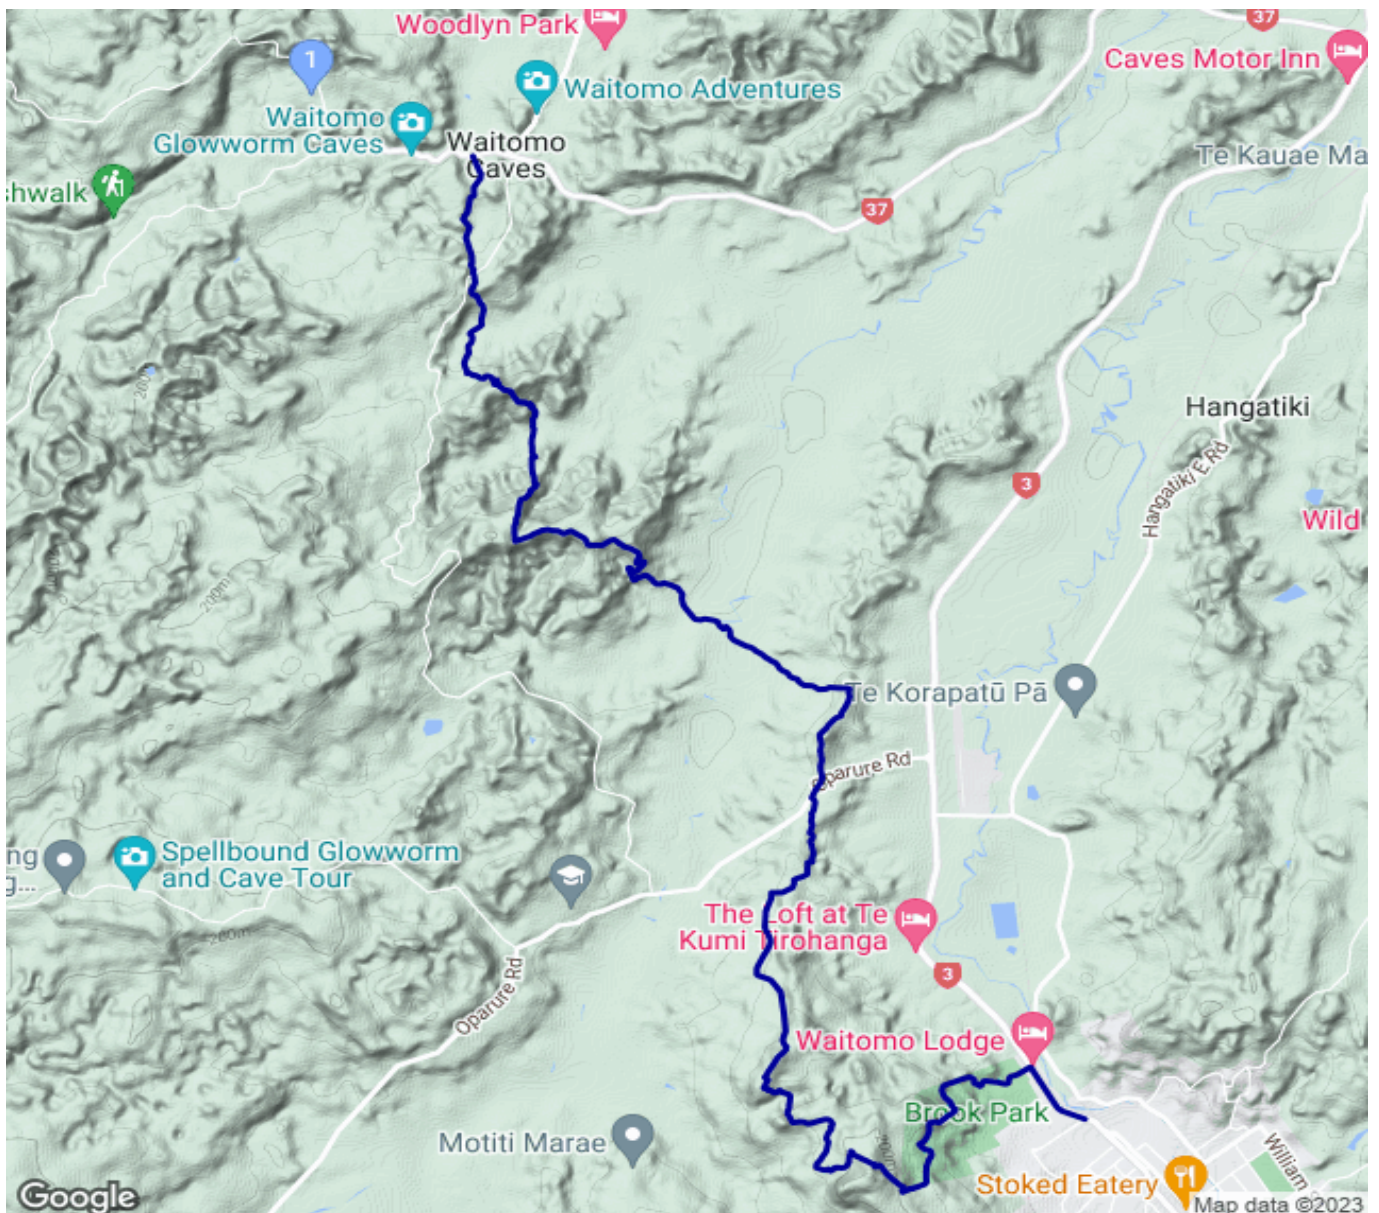 Woodlyn Park
37
Caves Motor Inn
1
Waitomo Adventures
Waitomo
Glowworm Caves
Waitomo
Caves
Te Kauae Ma
shwalk
37
200m
Hangatiki
Hangatiki E Rd
3
Wild
200m
Te Korapatū Pā
Oparure Rd
ng
g...
Spellbound Glowworm
and Cave Tour
The Loft at Te
Kumi Tirohanga
200m
3
Oparure Rd
Waitomo Lodge
Brook Park
Motiti Marae
200m
William
Stoked Eatery
Google
Map data ©2023